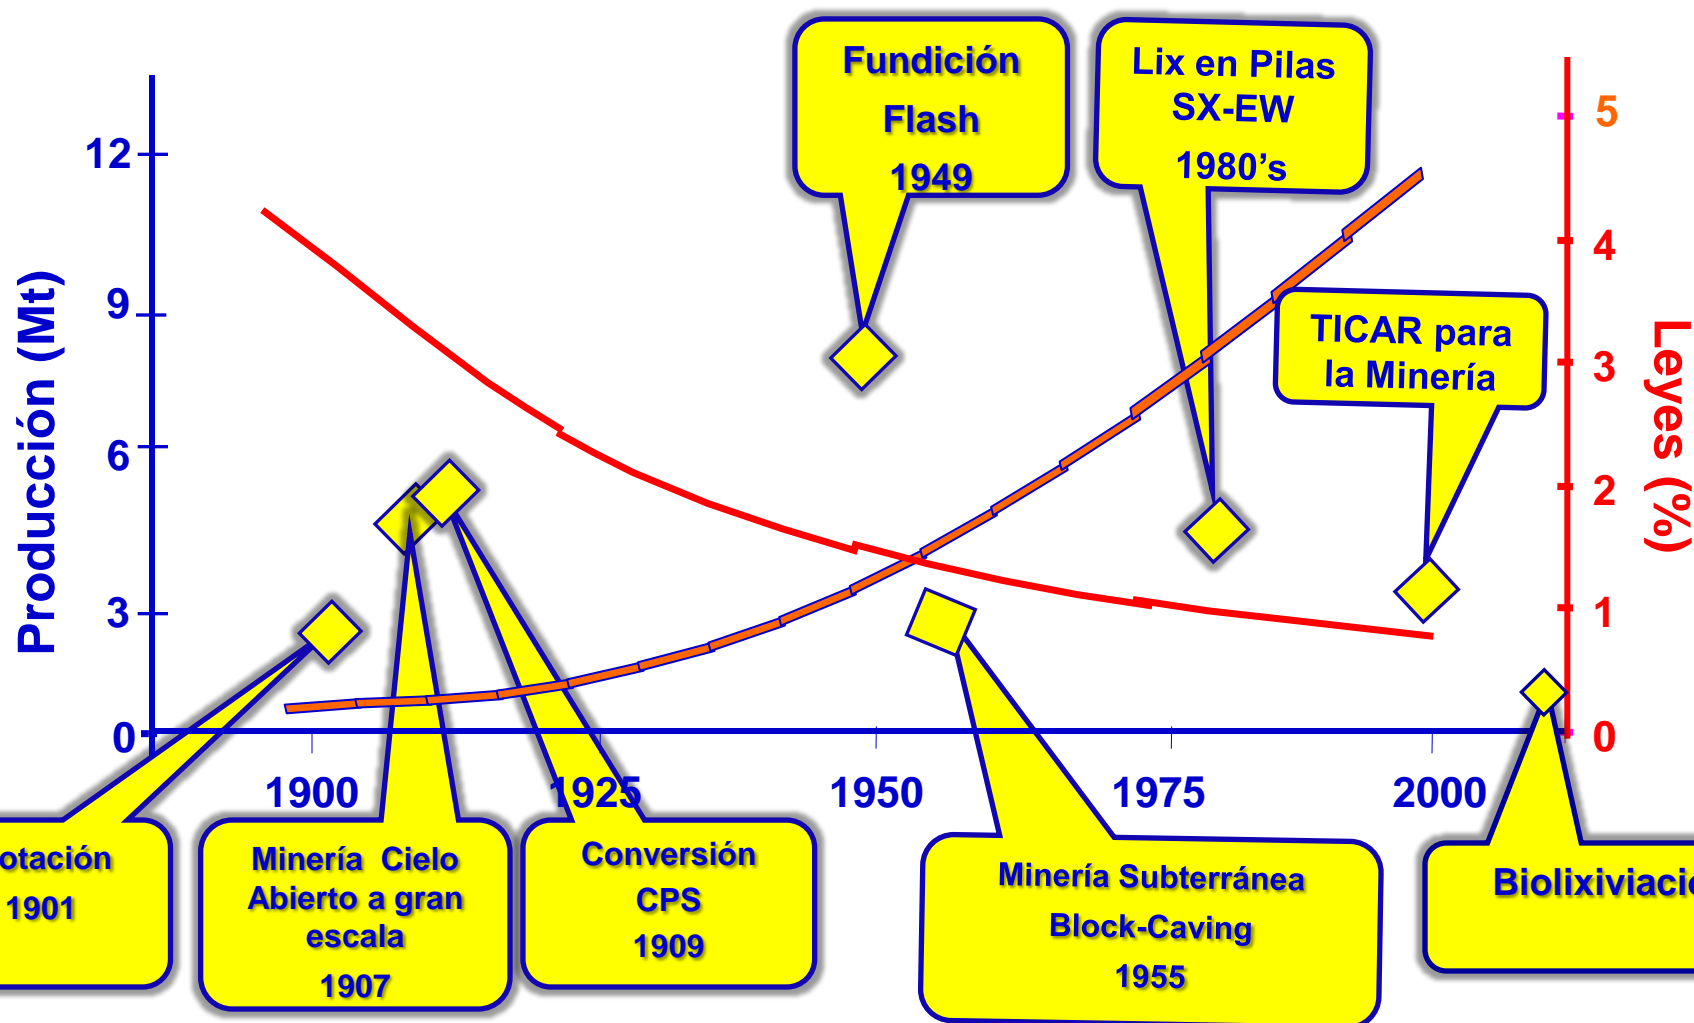 Fundición
Flash
1949
Lix en Pilas
SX-EW
1980’s
TICAR para
la Minería
Producción (Mt)
12
9
6
3
0
Leyes (%)
5
4
3
2
1
0
1900
1925
1950
1975
2000
otación
1901
Minería Cielo
Abierto a gran
escala
1907
Conversión
CPS
1909
Minería Subterránea
Block-Caving
1955
Biolixiviació